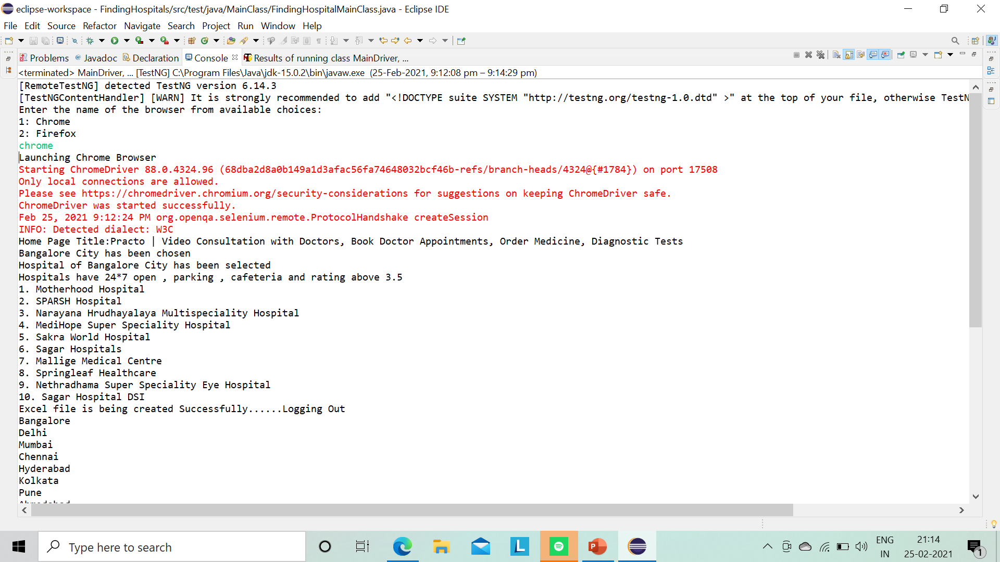 eclipse-workspace - FindingHospitals/src/test/java/MainClass/FindingHospitalMainClass.java - Eclipse IDE
File Edit Source Refactor Navigate Search Project Run Window Help
Problems Javadoc Declaration Console Results of running class MainDriver, ...
<terminated> MainDriver, ... [TestNG] C:\Program Files\Java\jdk-15.0.2\bin\javaw.exe (25-Feb-2021, 9:12:08 pm – 9:14:29 pm)
[RemoteTestNG] detected TestNG version 6.14.3
[TestNGContentHandler] [WARN] It is strongly recommended to add "<!DOCTYPE suite SYSTEM "http://testng.org/testng-1.0.dtd" >" at the top of your file, otherwise TestN
Enter the name of the browser from available choices:
1: Chrome
2: Firefox
chrome
Launching Chrome Browser
Starting ChromeDriver 88.0.4324.96 (68dba2d8a0b149a1d3afac56fa74648032bcf46b-refs/branch-heads/4324@{#1784}) on port 17508
Only local connections are allowed.
Please see https://chromedriver.chromium.org/security-considerations for suggestions on keeping ChromeDriver safe.
ChromeDriver was started successfully.
Feb 25, 2021 9:12:24 PM org.openqa.selenium.remote.ProtocolHandshake createSession
INFO: Detected dialect: W3C
Home Page Title:Practo | Video Consultation with Doctors, Book Doctor Appointments, Order Medicine, Diagnostic Tests
Bangalore City has been chosen
Hospital of Bangalore City has been selected
Hospitals have 24*7 open , parking , cafeteria and rating above 3.5
1. Motherhood Hospital
2. SPARSH Hospital
3. Narayana Hrudhayalaya Multispeciality Hospital
4. MediHope Super Speciality Hospital
5. Sakra World Hospital
6. Sagar Hospitals
7. Mallige Medical Centre
8. Springleaf Healthcare
9. Nethradhama Super Speciality Eye Hospital
10. Sagar Hospital DSI
Excel file is being created Successfully......Logging Out
Bangalore
Delhi
Mumbai
Chennai
Hyderabad
Kolkata
Pune
Type here to search
ENG
IN
21:14
25-02-2021
1